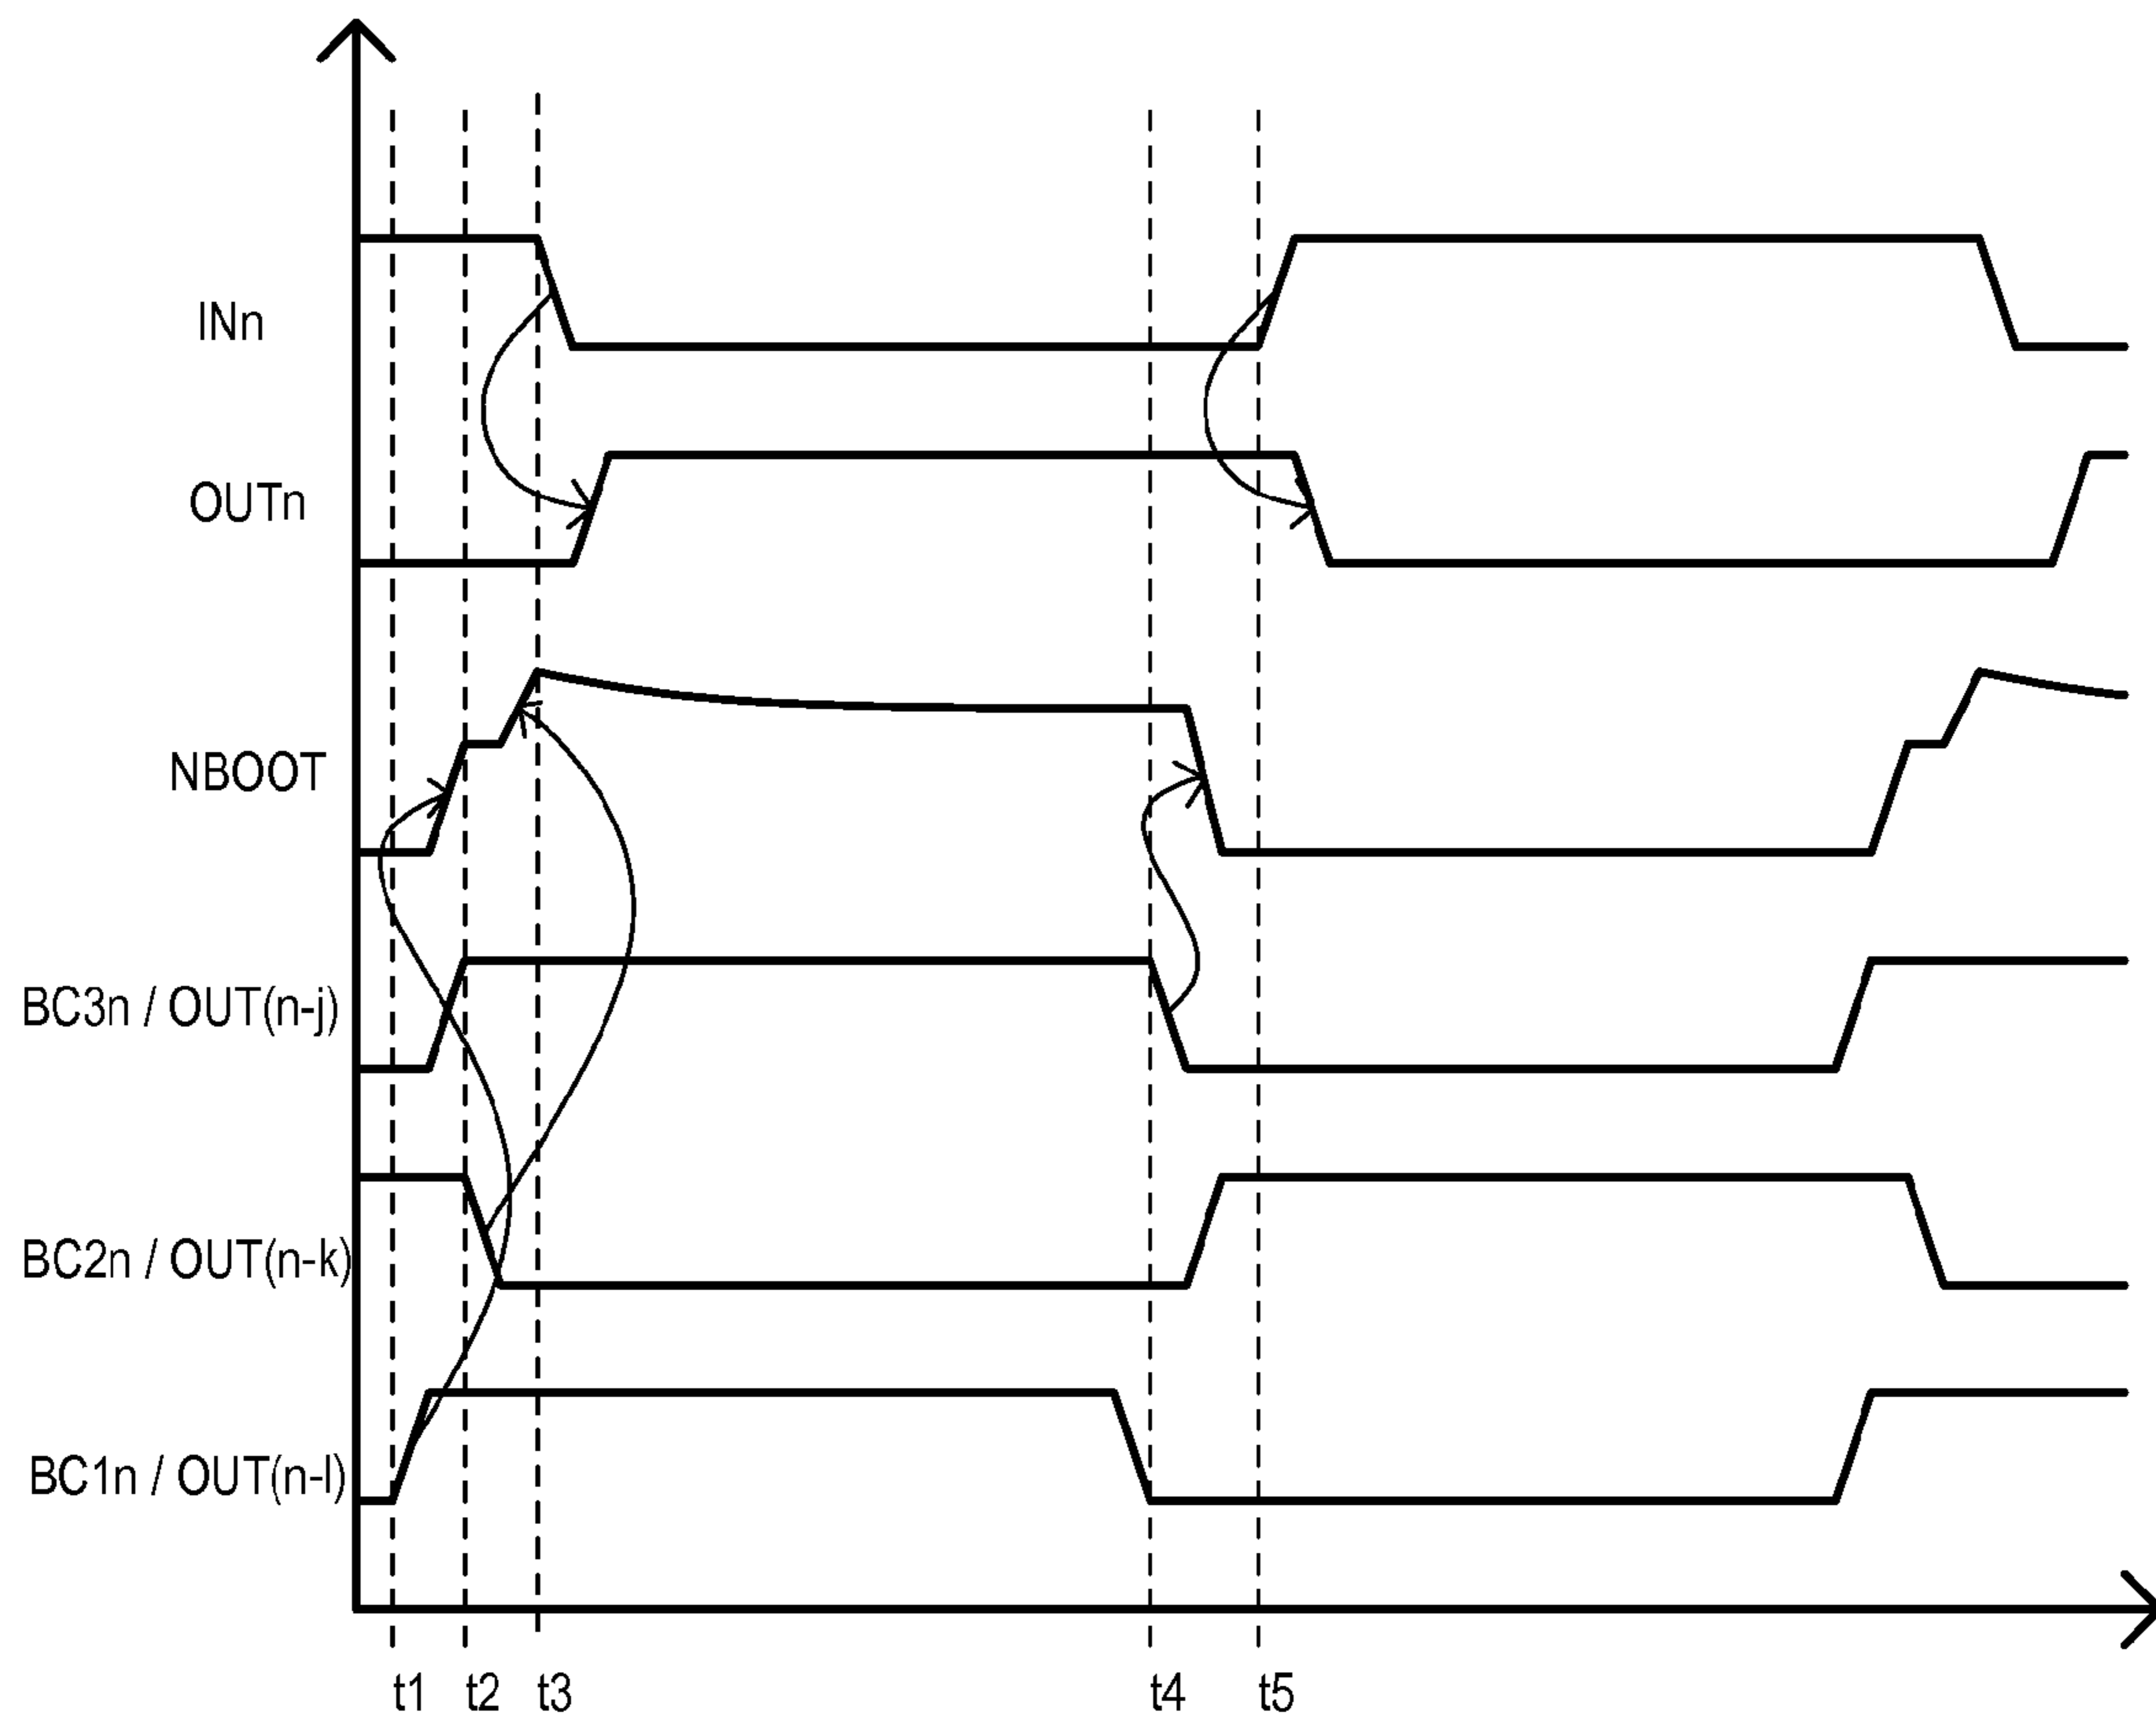 INn
OUTn
NBOOT
BC3n / OUT(n-j)
BC2n / OUT(n-k)
BC1n / OUT(n-l)
t1 t2 t3 t4 t5